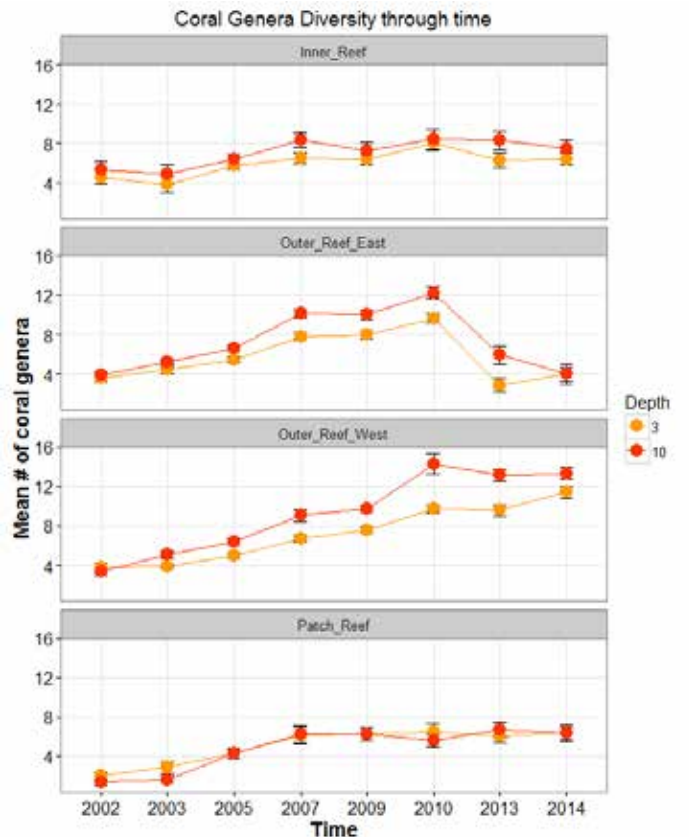 Coral Genera Diversity through time
Inner_Reef
16
12
8
4
Outer_Reef_East
16
12
8
4
Outer_Reef_West
16
12
8
4
Patch_Reef
16
12
8
4
Mean # of coral genera
2002 2003 2005 2007 2009 2010 2013 2014
Time
Depth
3
10